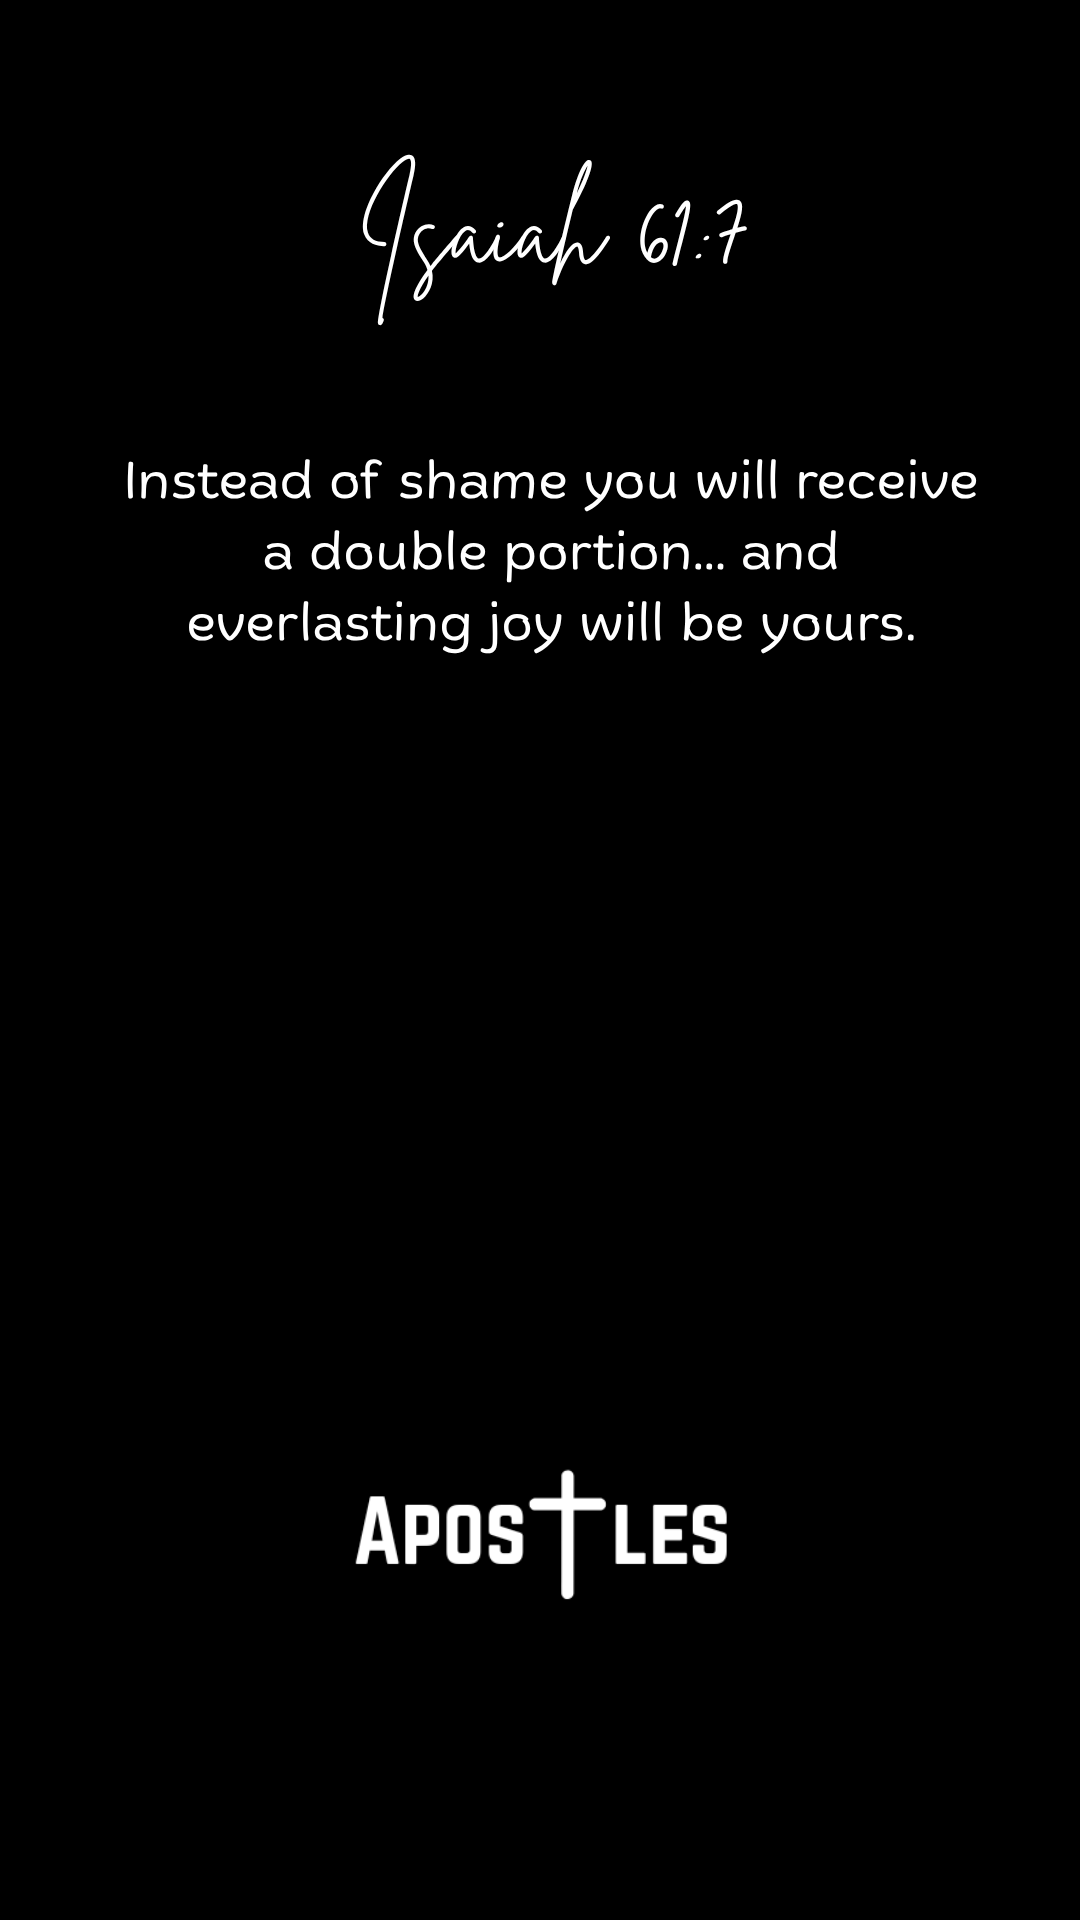 Isaiah 61:7
Instead of shame you will receive
a double portion... and
everlasting joy will be yours.
APOSTLES